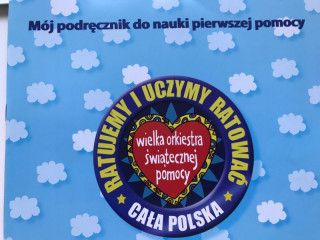 Mój podręcznik do nauki pierwszej pomocy
RATUJEMY I UCZYMY RATOWAĆ
wielka orkiestra
świątecznej
pomocy
CAŁA POLSKA